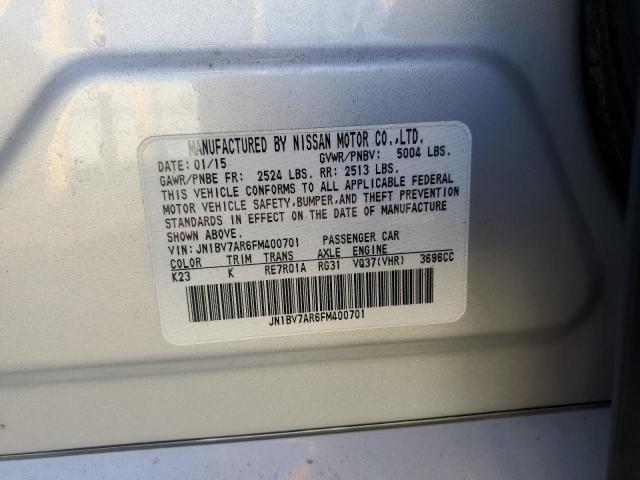 MANUFACTURED BY NISSAN MOTOR CO.,LTD.
DATE: 01/15 GVWR/PNBV: 5004 LBS.
GAWR/PNBE FR: 2524 LBS. RR: 2513 LBS.
THIS VEHICLE CONFORMS TO ALL APPLICABLE FEDERAL
MOTOR VEHICLE SAFETY,BUMPER,AND THEFT PREVENTION
STANDARDS IN EFFECT ON THE DATE OF MANUFACTURE
SHOWN ABOVE.
VIN: JN1BV7AR6FM400701 PASSENGER CAR
COLOR TRIM TRANS AXLE ENGINE
K23 K RE7R01A RG31 VQ37(VHR) 3696CC
JN1BV7AR6FM400701